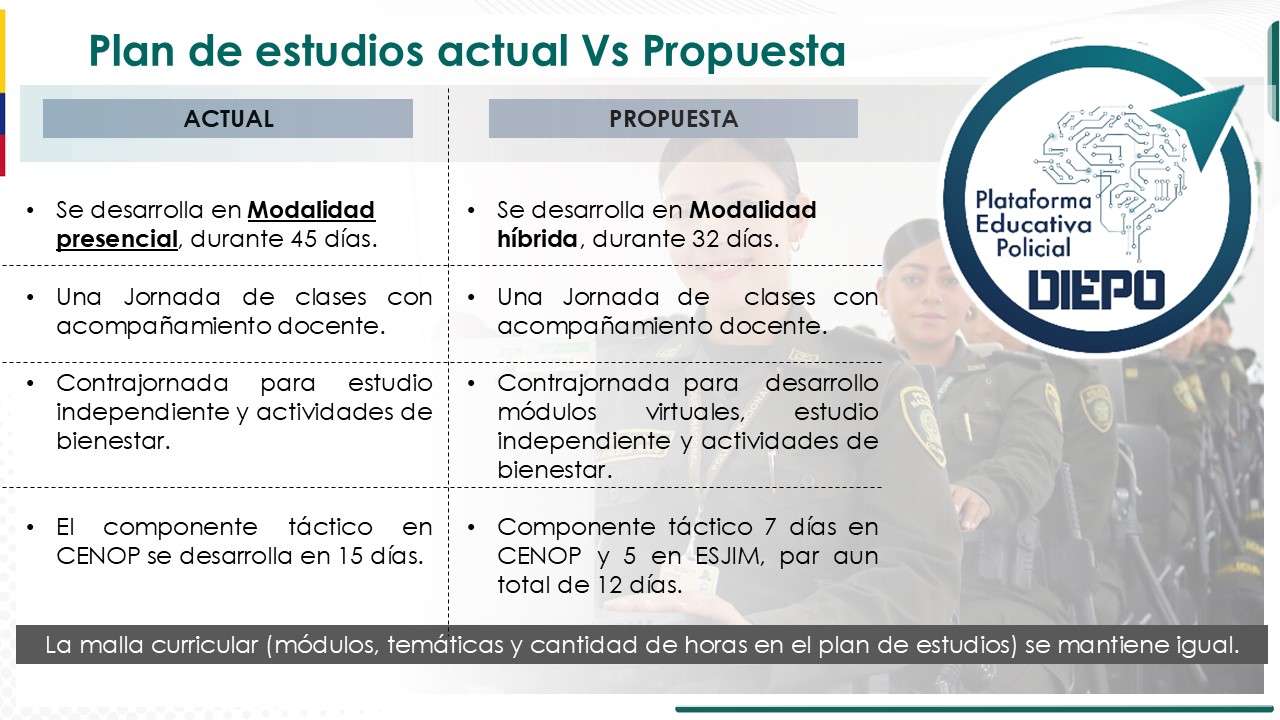 Plan de estudios actual Vs Propuesta
ACTUAL
PROPUESTA
• Se desarrolla en Modalidad
presencial, durante 45 días.
• Se desarrolla en Modalidad
híbrida, durante 32 días.
• Una Jornada de clases con
acompañamiento docente.
• Una Jornada de clases con
acompañamiento docente.
• Contrajornada para estudio
independiente y actividades de
bienestar.
• Contrajornada para desarrollo
módulos virtuales, estudio
independiente y actividades de
bienestar.
• El componente táctico en
CENOP se desarrolla en 15 días.
• Componente táctico 7 días en
CENOP y 5 en ESJIM, par aun
total de 12 días.
La malla curricular (módulos, temáticas y cantidad de horas en el plan de estudios) se mantiene igual.
Plataforma
Educativa
Policial
DIEPO